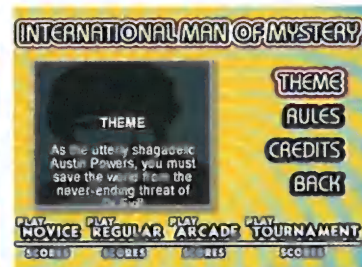 INTERNATIONAL MAN OF MYSTERY
THEME
As the utterly shagadelic
Austin Powers, you must
save the world from the
never-ending threat of
Dr. Evil!
THEME
RULES
CREDITS
BACK
PLAY NOVICE PLAY REGULAR PLAY ARCADE PLAY TOURNAMENT
SCORES SCORES SCORES SCORES